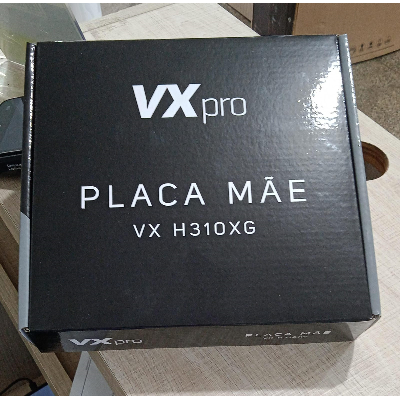 VXpro
PLACA MÃE
VX H310XG
VXpro
PLACA MÃE